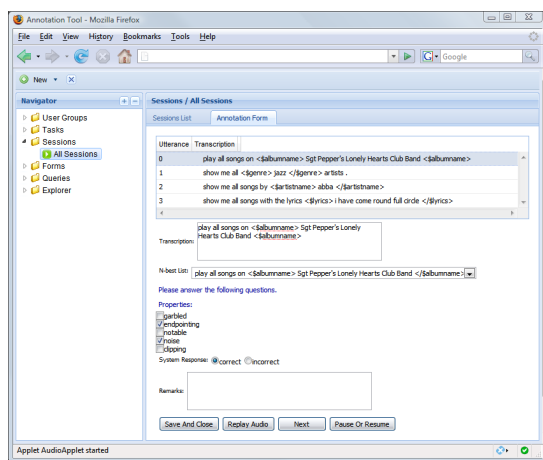 Annotation Tool - Mozilla Firefox
File Edit View History Bookmarks Tools Help
G Google
New
Navigator
User Groups
Tasks
Sessions
All Sessions
Forms
Queries
Explorer
Sessions / All Sessions
Sessions List Annotation Form
Utterance Transcription
0 play all songs on <$albumname> Sgt Pepper's Lonely Hearts Club Band <$albumname>
1 show me all <$genre> jazz </$genre> artists .
2 show me all songs by <$artistname> abba </$artistname>
3 show me all songs with the lyrics <$lyrics> i have come round full circle </$lyrics>
Transcription:
play all songs on <$albumname> Sgt Pepper's Lonely
Hearts Club Band <$albumname>
N-best List: play all songs on <$albumname> Sgt Pepper's Lonely Hearts Club Band </$albumname>
Please answer the following questions.
Properties:
garbled
endpointing
notable
noise
clipping
System Response: correct incorrect
Remarks:
Save And Close Replay Audio Next Pause Or Resume
Applet AudioApplet started